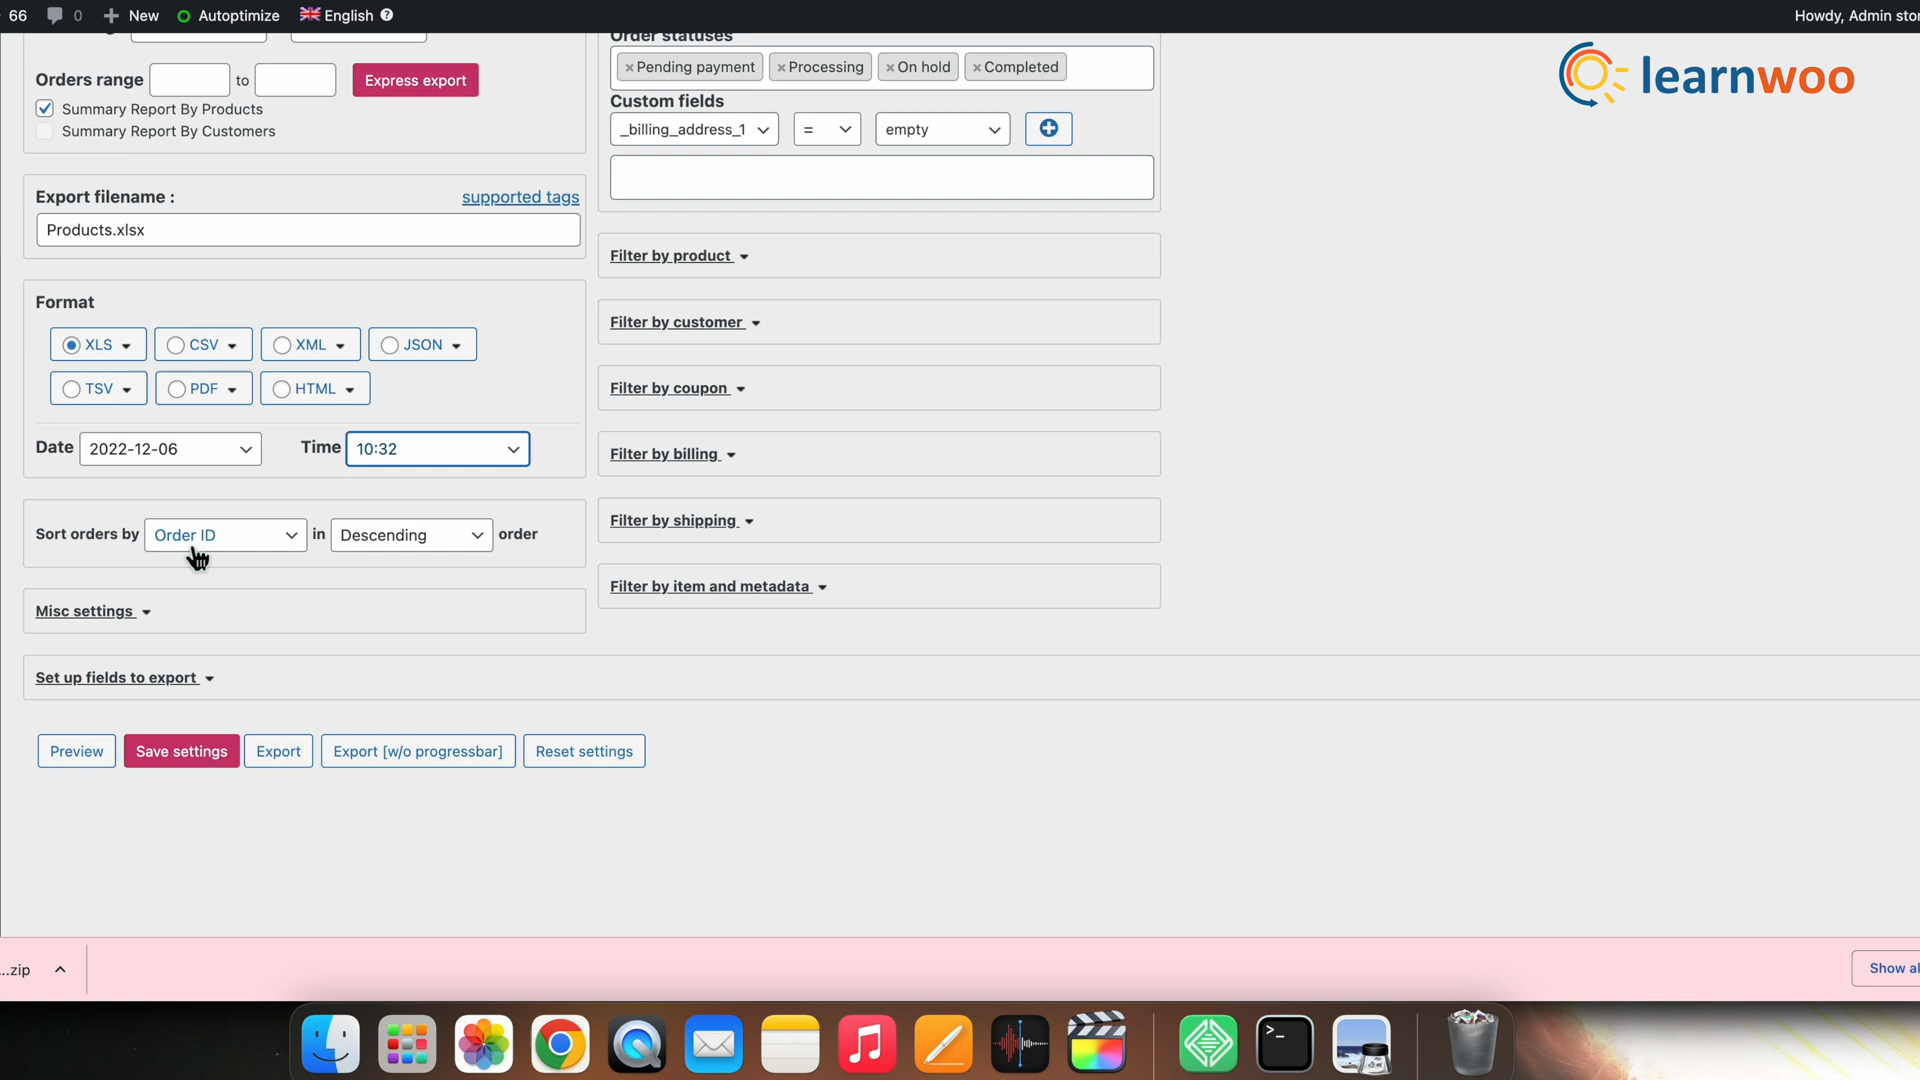 66 0 New Autoptimize English
Howdy, Admin stor
learnwoo
Orders range to Express export
Summary Report By Products
Summary Report By Customers
Export filename : supported tags
Products.xlsx
Format
XLS CSV XML JSON
TSV PDF HTML
Date 2022-12-06 Time 10:32
Sort orders by Order ID in Descending order
Misc settings
Order statuses
×Pending payment ×Processing ×On hold ×Completed
Custom fields
_billing_address_1 = empty
Filter by product
Filter by customer
Filter by coupon
Filter by billing
Filter by shipping
Filter by item and metadata
Set up fields to export
Preview Save settings Export Export [w/o progressbar] Reset settings
...zip
Show al